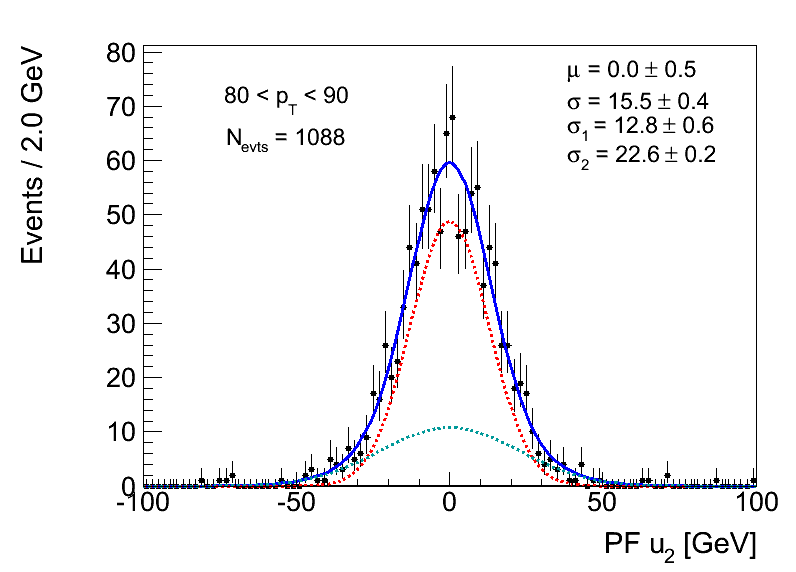 80
70
60
50
40
30
20
10
0
Events / 2.0 GeV
80 < p_T < 90
N_evts = 1088
μ = 0.0 ± 0.5
σ = 15.5 ± 0.4
σ_1 = 12.8 ± 0.6
σ_2 = 22.6 ± 0.2
-100 -50 0 50 100
PF u_2 [GeV]